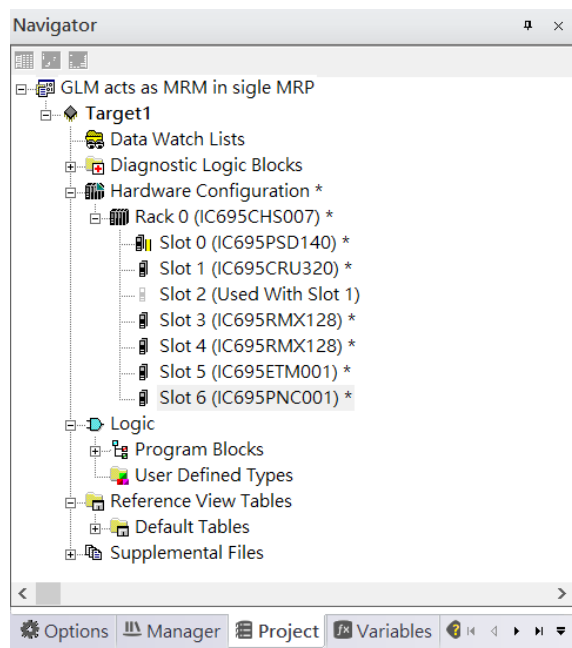 Navigator
GLM acts as MRM in sigle MRP
Target1
Data Watch Lists
Diagnostic Logic Blocks
Hardware Configuration *
Rack 0 (IC695CHS007) *
Slot 0 (IC695PSD140) *
Slot 1 (IC695CRU320) *
Slot 2 (Used With Slot 1)
Slot 3 (IC695RMX128) *
Slot 4 (IC695RMX128) *
Slot 5 (IC695ETM001) *
Slot 6 (IC695PNC001) *
Logic
Program Blocks
User Defined Types
Reference View Tables
Default Tables
Supplemental Files
Options Manager Project Variables